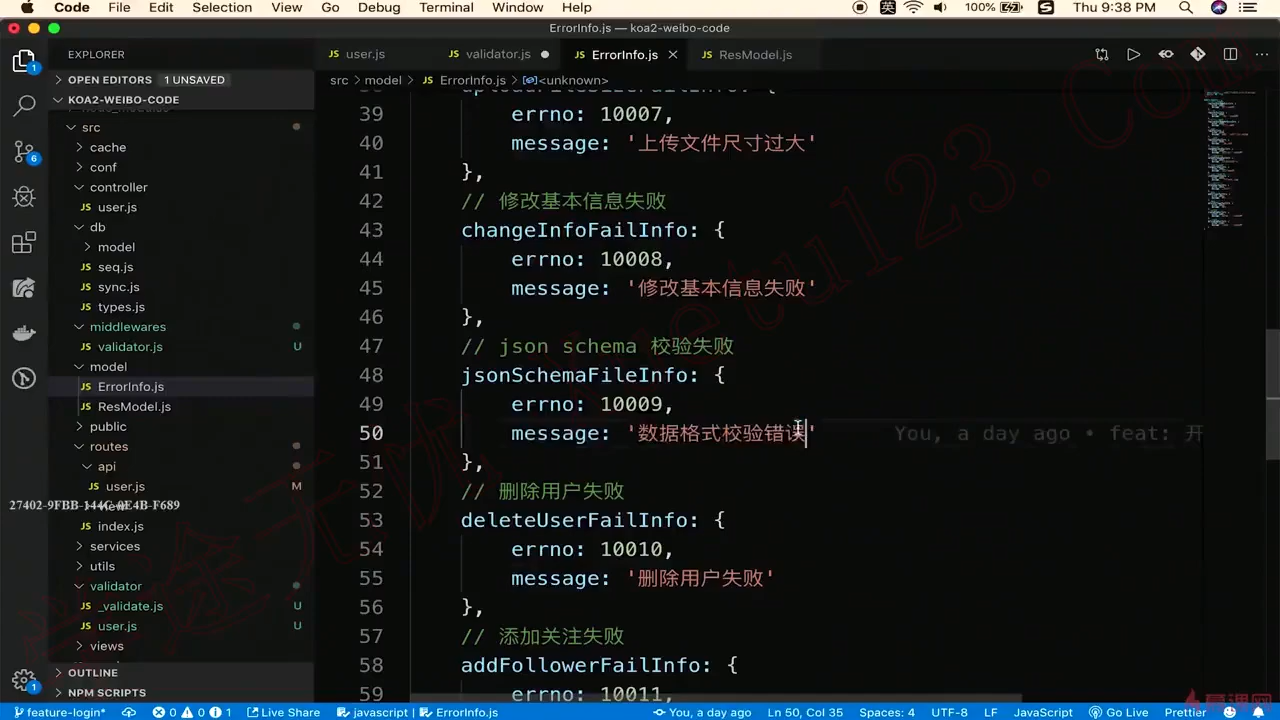 Code File Edit Selection View Go Debug Terminal Window Help 英 100% Thu 9:38 PM
ErrorInfo.js — koa2-weibo-code
EXPLORER
user.js validator.js ErrorInfo.js ResModel.js
OPEN EDITORS 1 UNSAVED
src > model > ErrorInfo.js > <unknown>
KOA2-WEIBO-CODE
src
cache
conf
controller
user.js
db
model
seq.js
sync.js
types.js
middlewares
validator.js U
model
ErrorInfo.js
ResModel.js
public
routes
api
user.js M
27402-9FBB-144C-0E4B-F689
index.js
services
utils
validator
_validate.js U
user.js U
views
OUTLINE
NPM SCRIPTS
39 errno: 10007,
40 message: '上传文件尺寸过大'
41 },
42 // 修改基本信息失败
43 changeInfoFailInfo: {
44 errno: 10008,
45 message: '修改基本信息失败'
46 },
47 // json schema 校验失败
48 jsonSchemaFileInfo: {
49 errno: 10009,
50 message: '数据格式校验错误' You, a day ago • feat: 开
51 },
52 // 删除用户失败
53 deleteUserFailInfo: {
54 errno: 10010,
55 message: '删除用户失败'
56 },
57 // 添加关注失败
58 addFollowerFailInfo: {
59 errno: 10011,
feature-login* 0 0 1 Live Share javascript | ErrorInfo.js You, a day ago Ln 50, Col 35 Spaces: 4 UTF-8 LF JavaScript Go Live Prettier